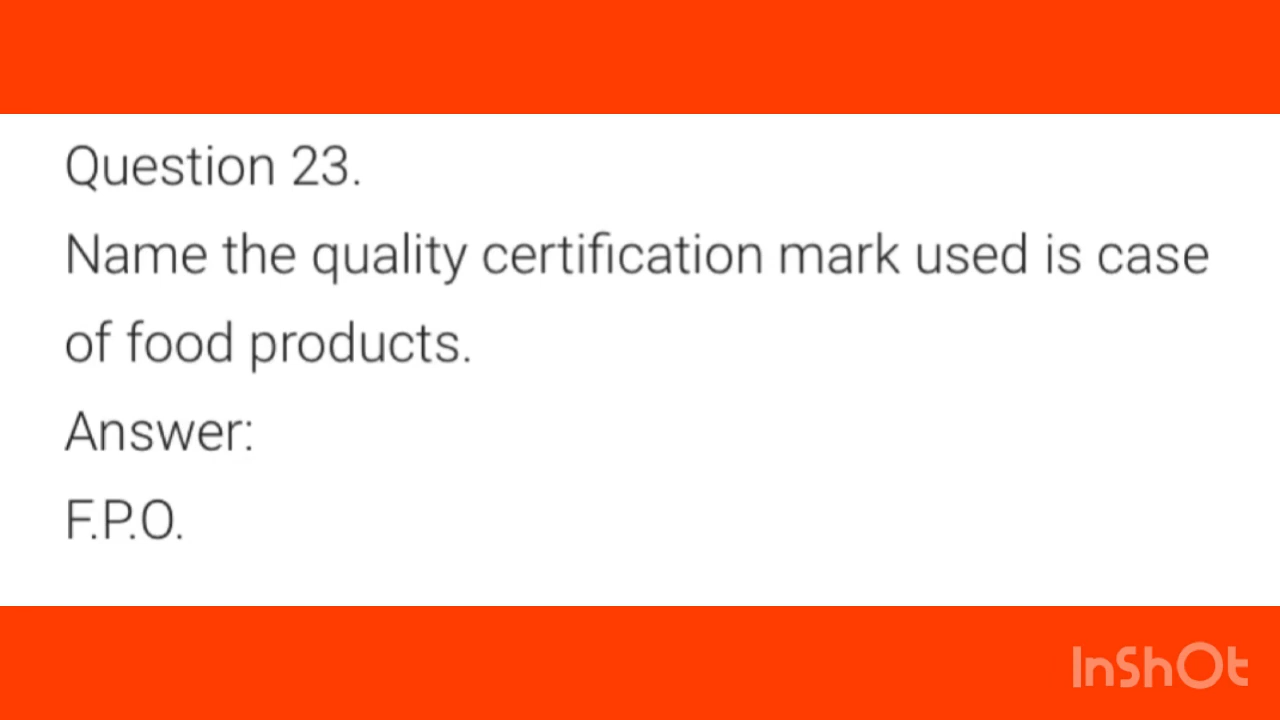 Question 23.
Name the quality certification mark used is case
of food products.
Answer:
F.P.O.
InShOt